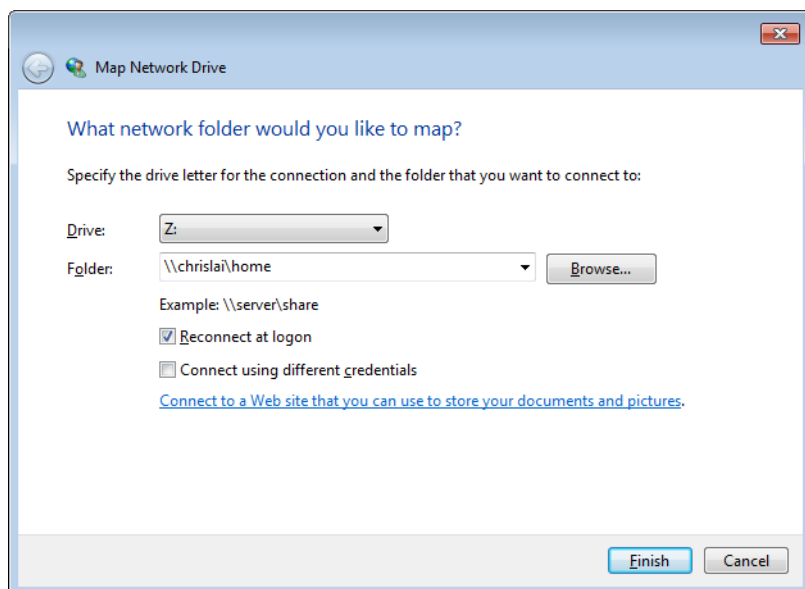 Map Network Drive
What network folder would you like to map?
Specify the drive letter for the connection and the folder that you want to connect to:
Drive: Z:
Folder: \\chrislai\home Browse...
Example: \\server\share
Reconnect at logon
Connect using different credentials
Connect to a Web site that you can use to store your documents and pictures.
Finish Cancel